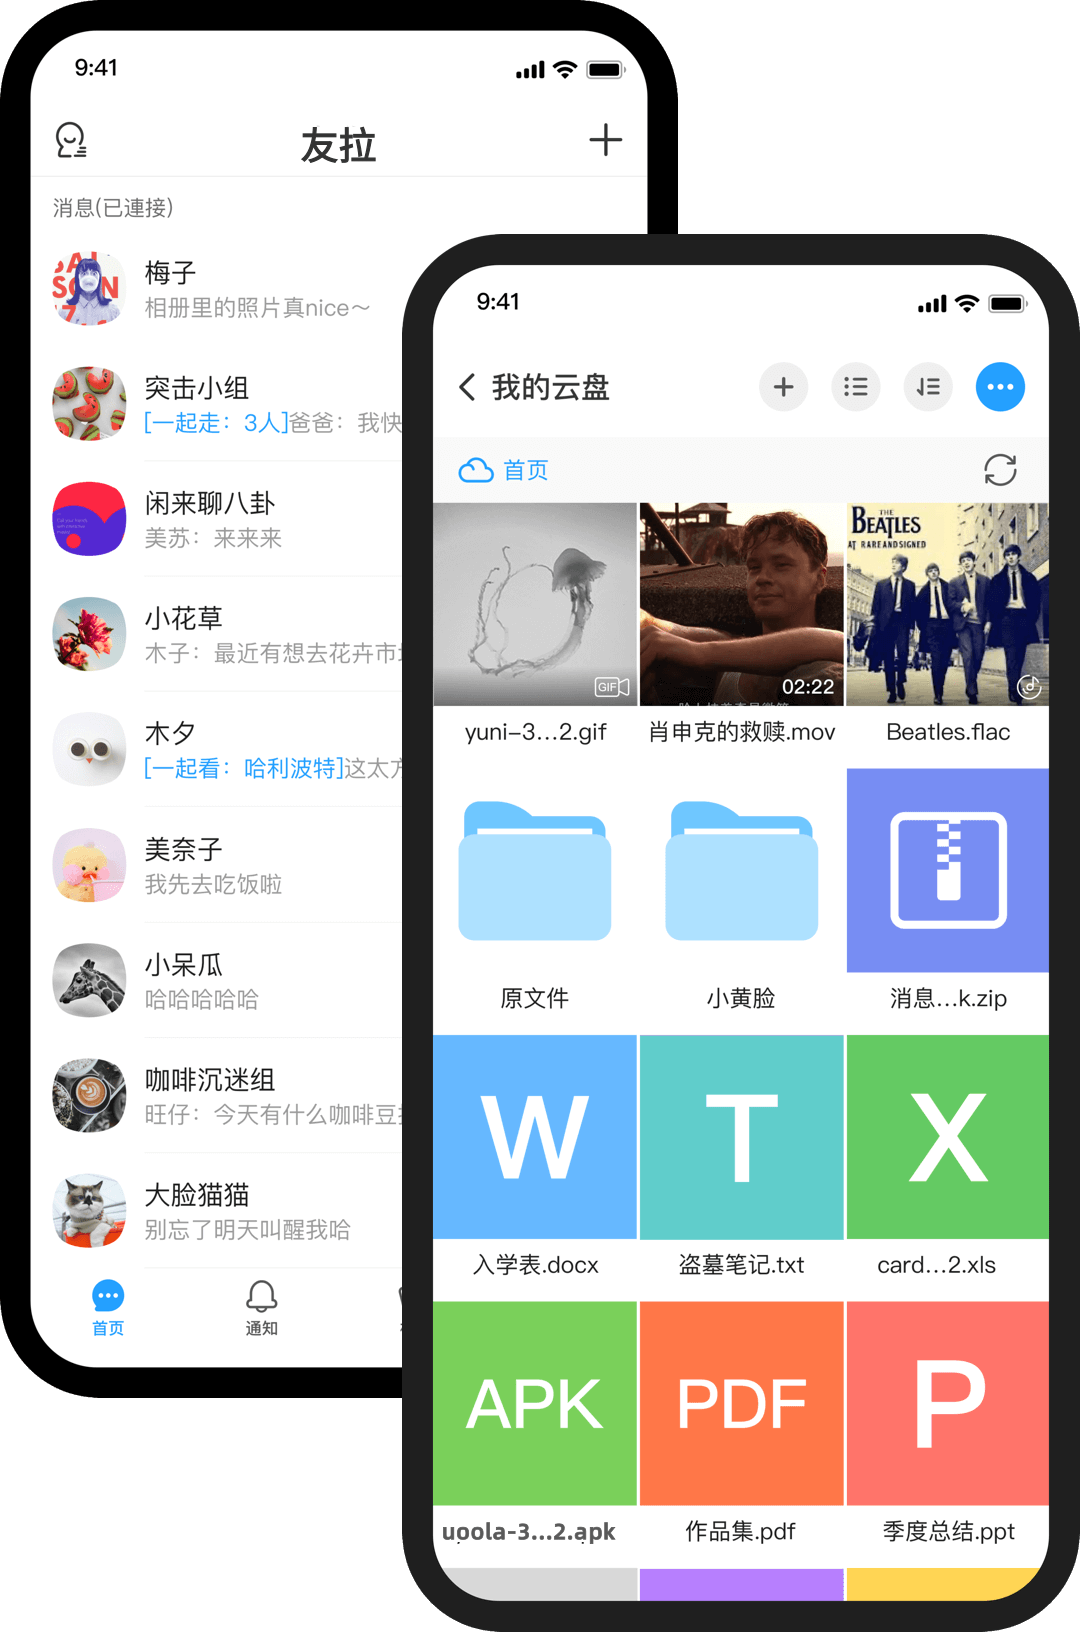 9:41
友拉
消息(已連接)
梅子
相册里的照片真nice～
突击小组
[一起走：3人]爸爸：我快
闲来聊八卦
美苏：来来来
小花草
木子：最近有想去花卉市
木夕
[一起看：哈利波特]这太
美奈子
我先去吃饭啦
小呆瓜
哈哈哈哈哈
咖啡沉迷组
旺仔：今天有什么咖啡豆
大脸猫猫
别忘了明天叫醒我哈
首页
通知
9:41
我的云盘
首页
GIF
02:22
THE
BEATLES
AT RAREANDSIGNED
yuni-3...2.gif
肖申克的救赎.mov
Beatles.flac
原文件
小黄脸
消息...k.zip
W
T
X
入学表.docx
盗墓笔记.txt
card...2.xls
APK
PDF
P
uoola-3...2.apk
作品集.pdf
季度总结.ppt